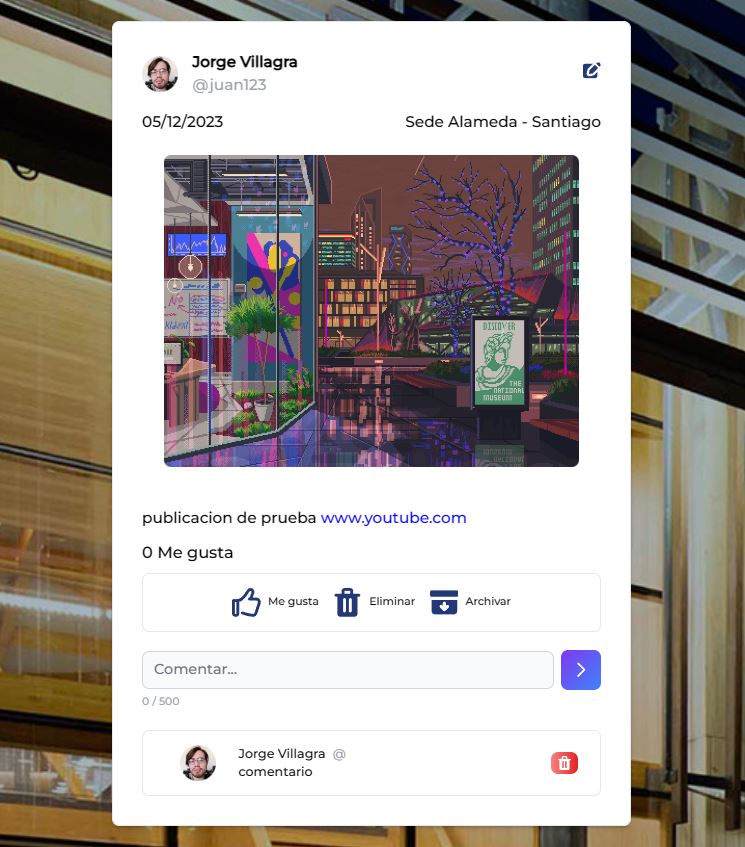 Jorge Villagra
@juan123
05/12/2023
Sede Alameda - Santiago
DISCOVER
THE
NATIONAL
MUSEUM
publicacion de prueba www.youtube.com
0 Me gusta
Me gusta
Eliminar
Archivar
Comentar...
0 / 500
Jorge Villagra @
comentario